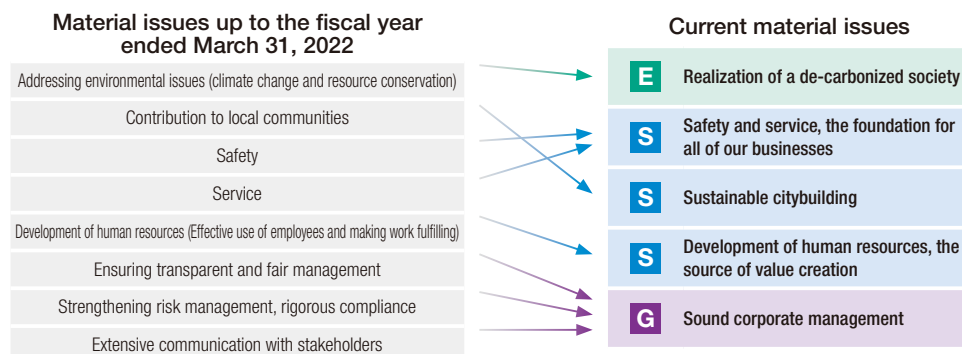 Material issues up to the fiscal year
ended March 31, 2022
Addressing environmental issues (climate change and resource conservation)
Contribution to local communities
Safety
Service
Development of human resources (Effective use of employees and making work fulfilling)
Ensuring transparent and fair management
Strengthening risk management, rigorous compliance
Extensive communication with stakeholders
Current material issues
E Realization of a de-carbonized society
S Safety and service, the foundation for
all of our businesses
S Sustainable citybuilding
S Development of human resources, the
source of value creation
G Sound corporate management